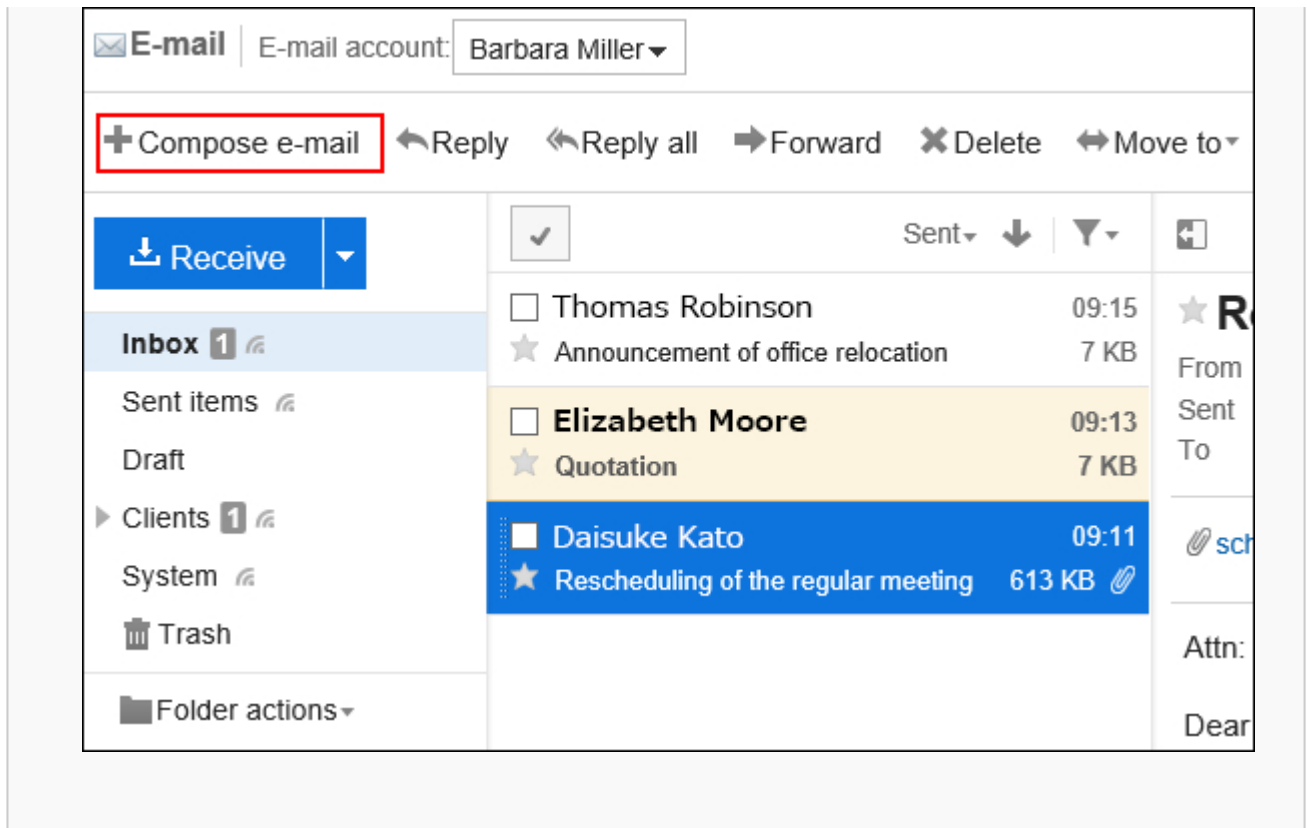 E-mail E-mail account: Barbara Miller
Compose e-mail Reply Reply all Forward Delete Move to
Receive
Inbox 1
Sent items
Draft
Clients 1
System
Trash
Folder actions
Sent
Thomas Robinson 09:15
Announcement of office relocation 7 KB
Elizabeth Moore 09:13
Quotation 7 KB
Daisuke Kato 09:11
Rescheduling of the regular meeting 613 KB
From
Sent
To
Attn:
Dear